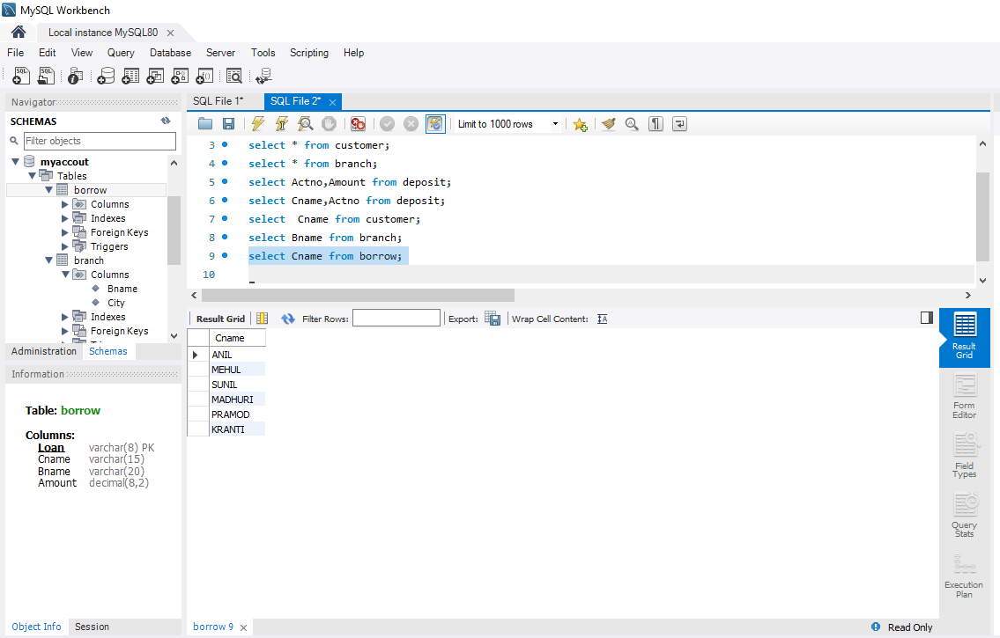 MySQL Workbench
Local instance MySQL80
File Edit View Query Database Server Tools Scripting Help
Navigator
SCHEMAS
Filter objects
myaccout
Tables
borrow
Columns
Indexes
Foreign Keys
Triggers
branch
Columns
Bname
City
Indexes
Foreign Keys
Administration Schemas
Information
Table: borrow
Columns:
Loan varchar(8) PK
Cname varchar(15)
Bname varchar(20)
Amount decimal(8,2)
Object Info Session
SQL File 1* SQL File 2*
Limit to 1000 rows
3 select * from customer;
4 select * from branch;
5 select Actno,Amount from deposit;
6 select Cname,Actno from deposit;
7 select  Cname from customer;
8 select Bname from branch;
9 select Cname from borrow;
10
Result Grid Filter Rows: Export: Wrap Cell Content:
Cname
ANIL
MEHUL
SUNIL
MADHURI
PRAMOD
KRANTI
Result
Grid
Form
Editor
Field
Types
Query
Stats
Execution
Plan
borrow 9
Read Only